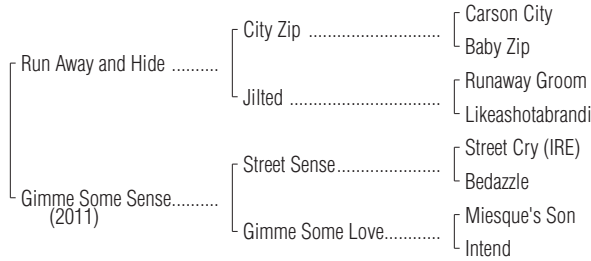 Carson City
City Zip ............................
Baby Zip
Run Away and Hide ..........
Runaway Groom
Jilted ................................
Likeashotabrandi
Street Cry (IRE)
Street Sense......................
Bedazzle
Gimme Some Sense..........
(2011)
Miesque's Son
Gimme Some Love............
Intend